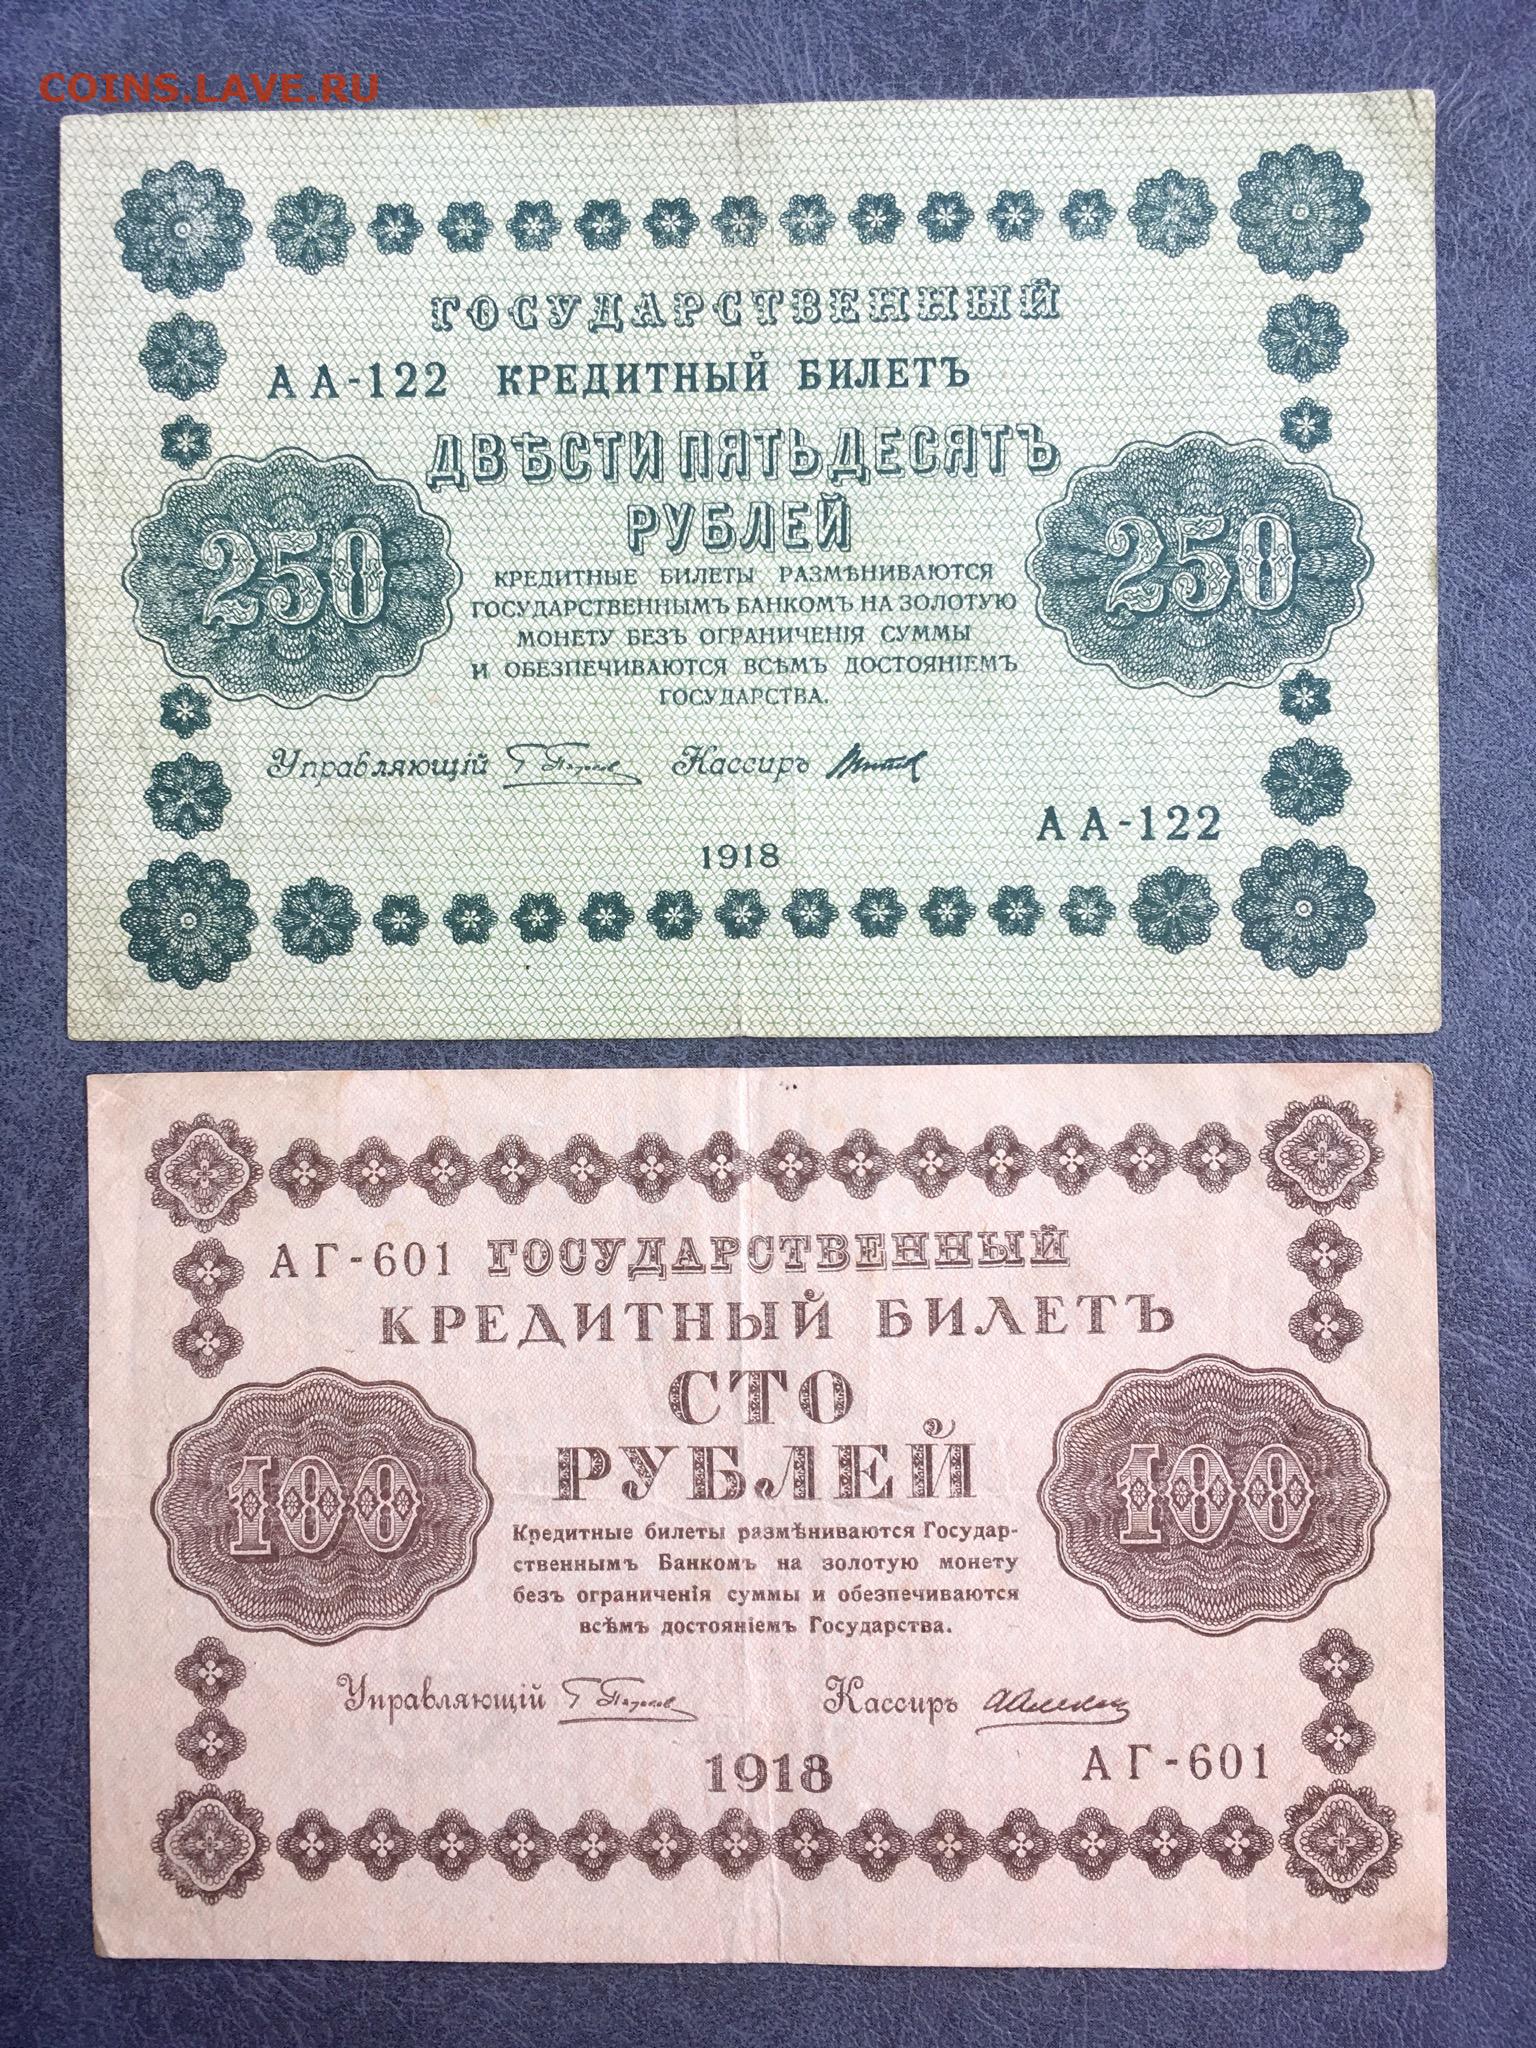 COINS.LAVE.RU
ГОСУДАРСТВЕННЫЙ
АА-122 КРЕДИТНЫЙ БИЛЕТЪ
ДВѢСТИ ПЯТЬДЕСЯТЪ
РУБЛЕЙ
250 250
КРЕДИТНЫЕ БИЛЕТЫ РАЗМѢНИВАЮТСЯ
ГОСУДАРСТВЕННЫМЪ БАНКОМЪ НА ЗОЛОТУЮ
МОНЕТУ БЕЗЪ ОГРАНИЧЕНІЯ СУММЫ
И ОБЕЗПЕЧИВАЮТСЯ ВСѢМЪ ДОСТОЯНІЕМЪ
ГОСУДАРСТВА.
Управляющій Кассиръ
АА-122
1918
АГ-601 ГОСУДАРСТВЕННЫЙ
КРЕДИТНЫЙ БИЛЕТЪ
СТО
РУБЛЕЙ
100 100
Кредитные билеты размѣниваются Государ-
ственнымъ Банкомъ на золотую монету
безъ ограниченія суммы и обезпечиваются
всѣмъ достояніемъ Государства.
Управляющій Кассиръ
1918 АГ-601